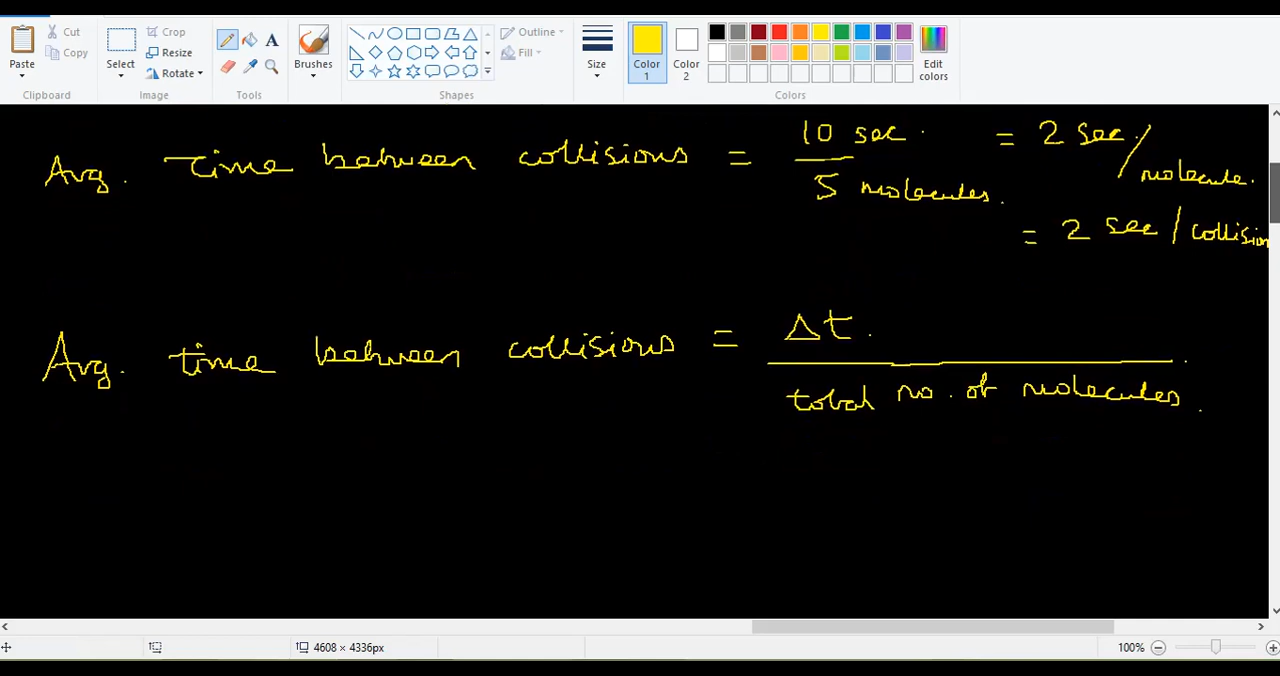 Paste
Cut
Copy
Clipboard
Select
Crop
Resize
Rotate
Image
A
Tools
Brushes
Outline
Fill
Shapes
Size
Color 1
Color 2
Edit colors
Colors
Avg. time between collisions = 10 sec / 5 molecules. = 2 sec/molecule.
= 2 sec/collision
Avg. time between collisions = Δt. / total no. of molecules.
4608 × 4336px
100%